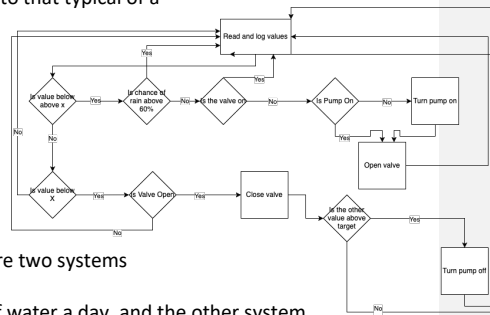 to that typical of a
Read and log values
Yes
Is value below
above x
Yes
Is chance of
rain above
60%
No
Is the valve on
Yes
No
Is Pump On
No
Turn pump on
Yes
Open valve
No
No
Is value below
X
Yes
Is Valve Open
Yes
Close valve
Is the other
value above
target
Yes
Turn pump off
No
No
re two systems
f water a day, and the other system